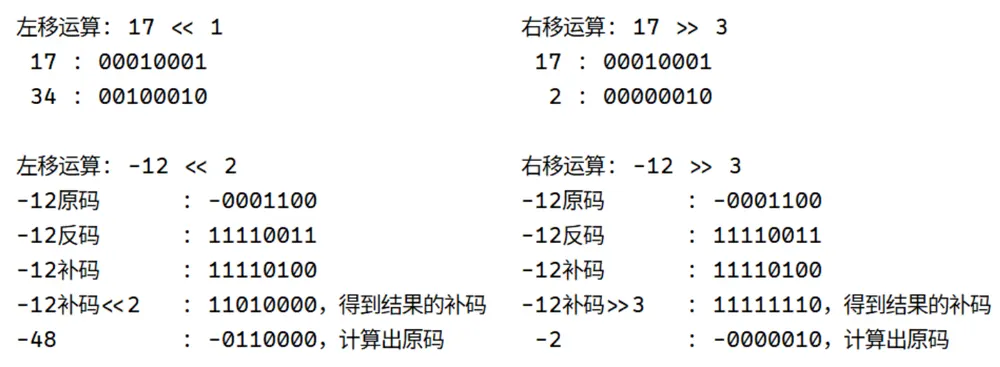 左移运算: 17 << 1
17 : 00010001
34 : 00100010
左移运算: -12 << 2
-12原码 : -0001100
-12反码 : 11110011
-12补码 : 11110100
-12补码<<2 : 11010000，得到结果的补码
-48 : -0110000，计算出原码
右移运算: 17 >> 3
17 : 00010001
2 : 00000010
右移运算: -12 >> 3
-12原码 : -0001100
-12反码 : 11110011
-12补码 : 11110100
-12补码>>3 : 11111110，得到结果的补码
-2 : -0000010，计算出原码